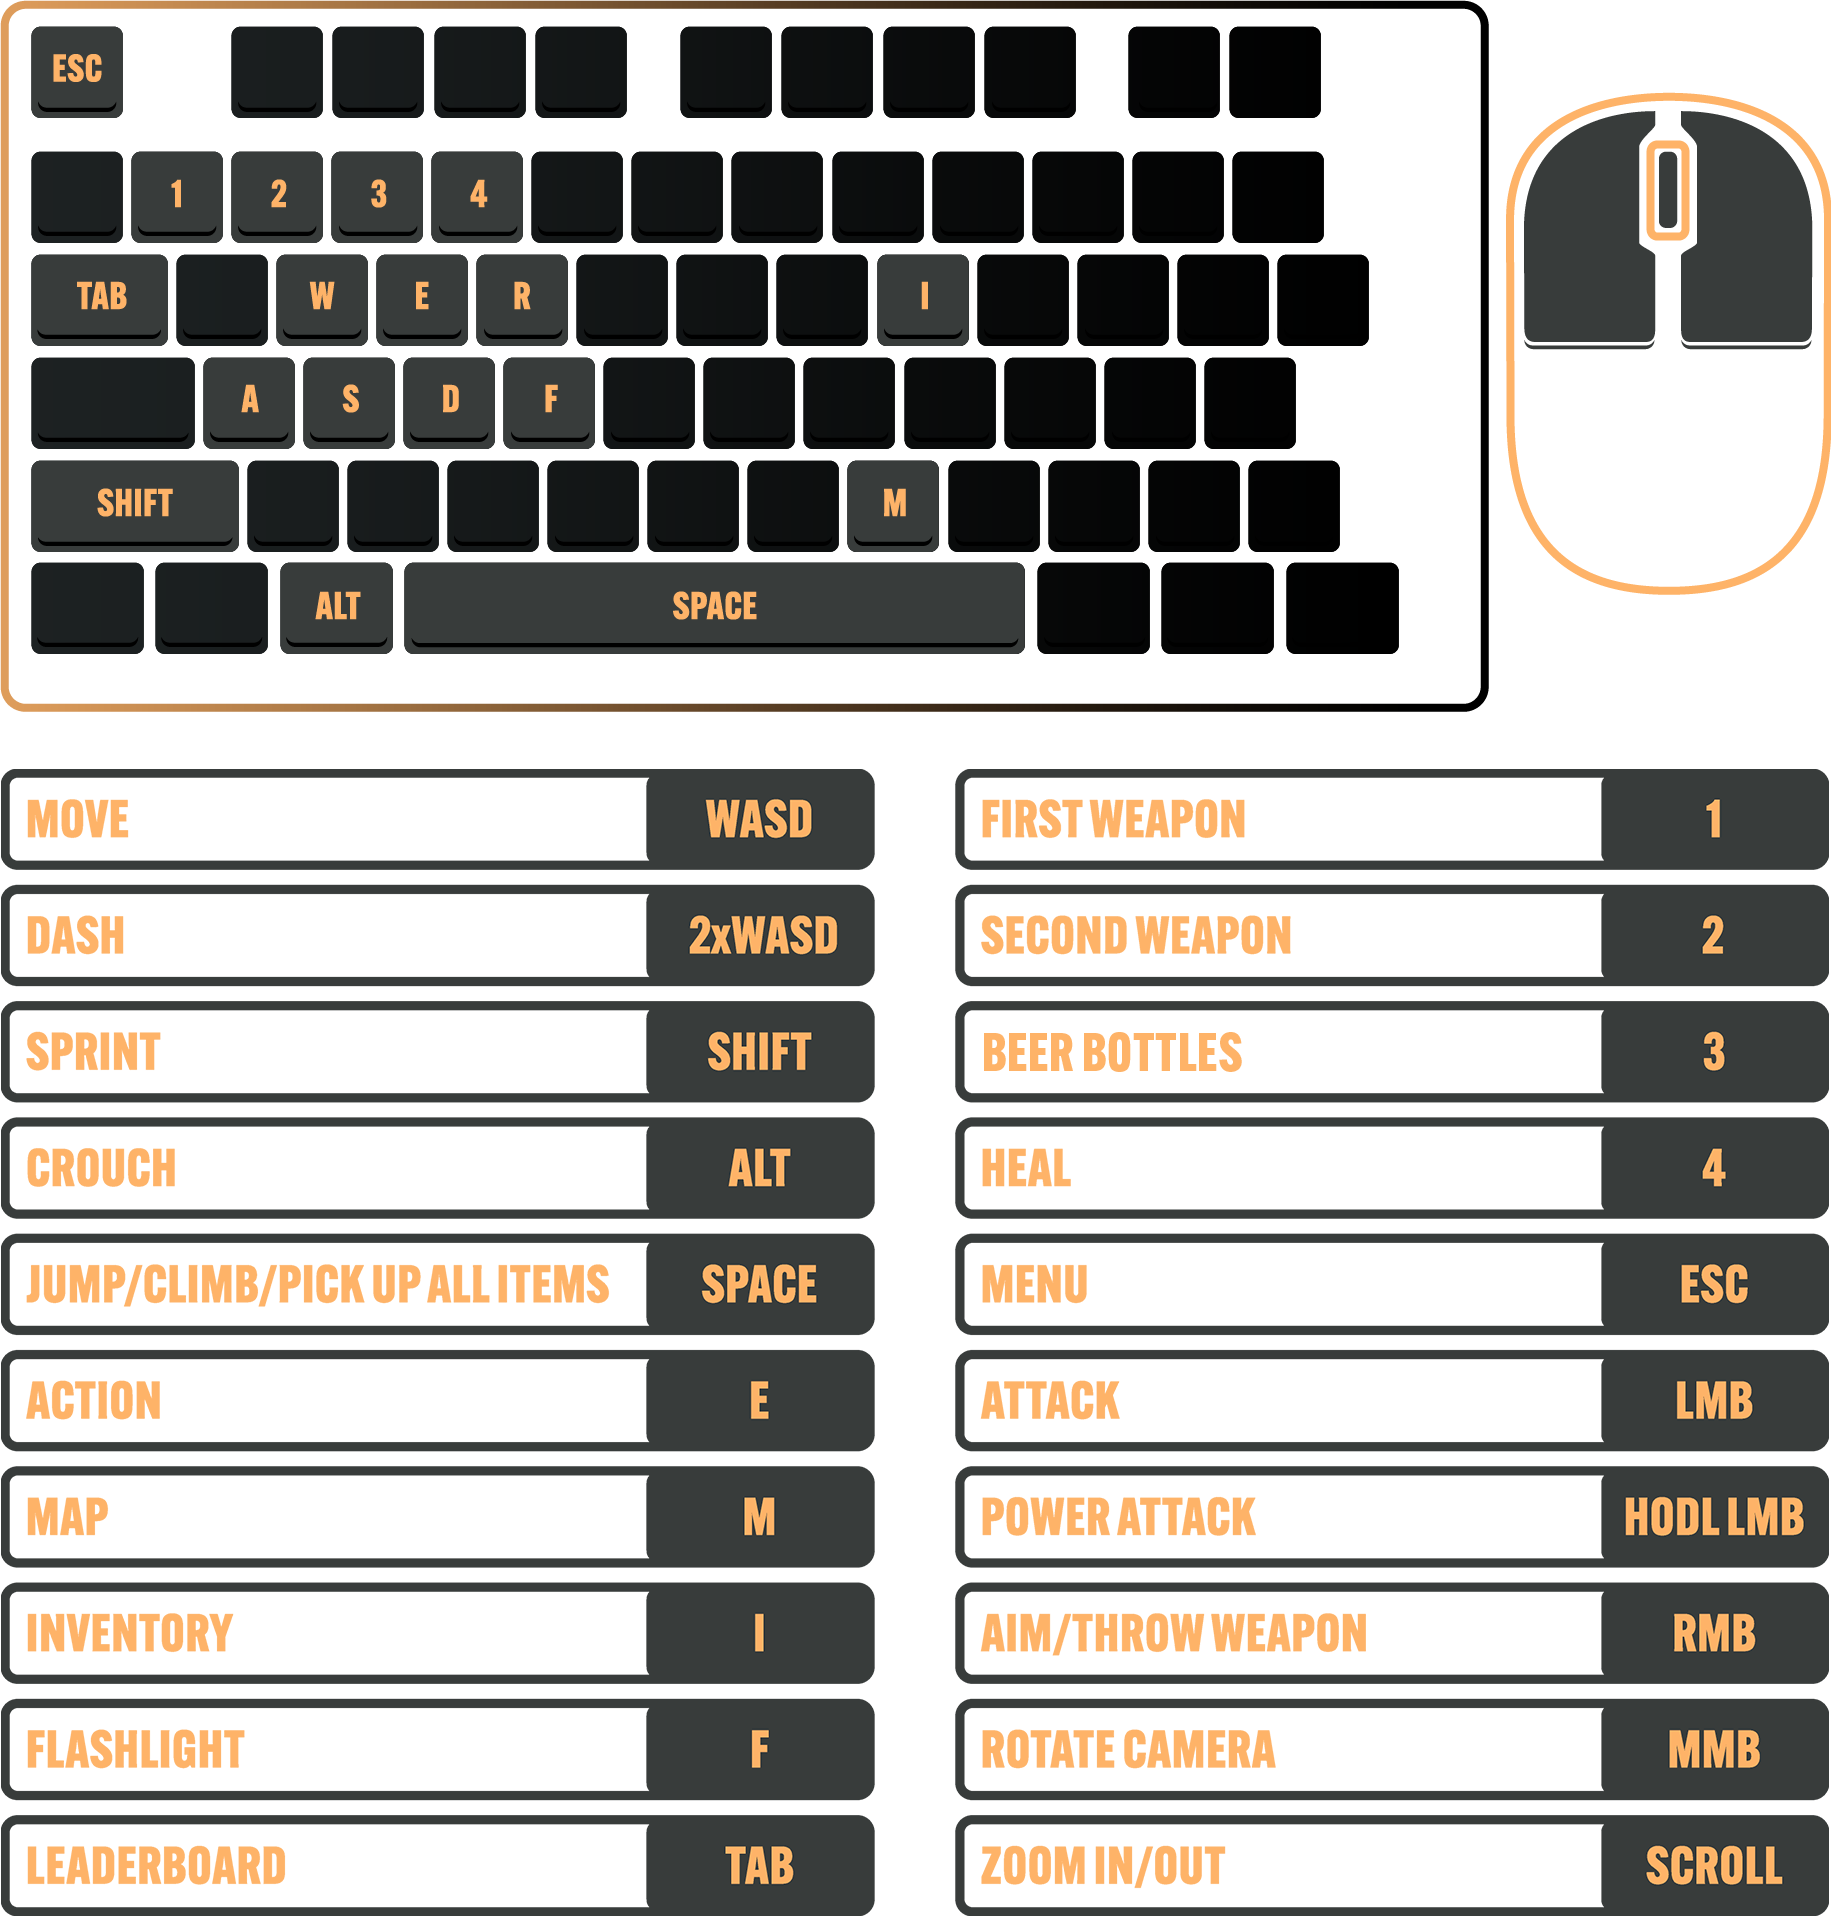 ESC
1 2 3 4
TAB W E R I
A S D F
SHIFT M
ALT SPACE
MOVE WASD
FIRST WEAPON 1
DASH 2xWASD
SECOND WEAPON 2
SPRINT SHIFT
BEER BOTTLES 3
CROUCH ALT
HEAL 4
JUMP/CLIMB/PICK UP ALL ITEMS SPACE
MENU ESC
ACTION E
ATTACK LMB
MAP M
POWER ATTACK HODL LMB
INVENTORY I
AIM/THROW WEAPON RMB
FLASHLIGHT F
ROTATE CAMERA MMB
LEADERBOARD TAB
ZOOM IN/OUT SCROLL